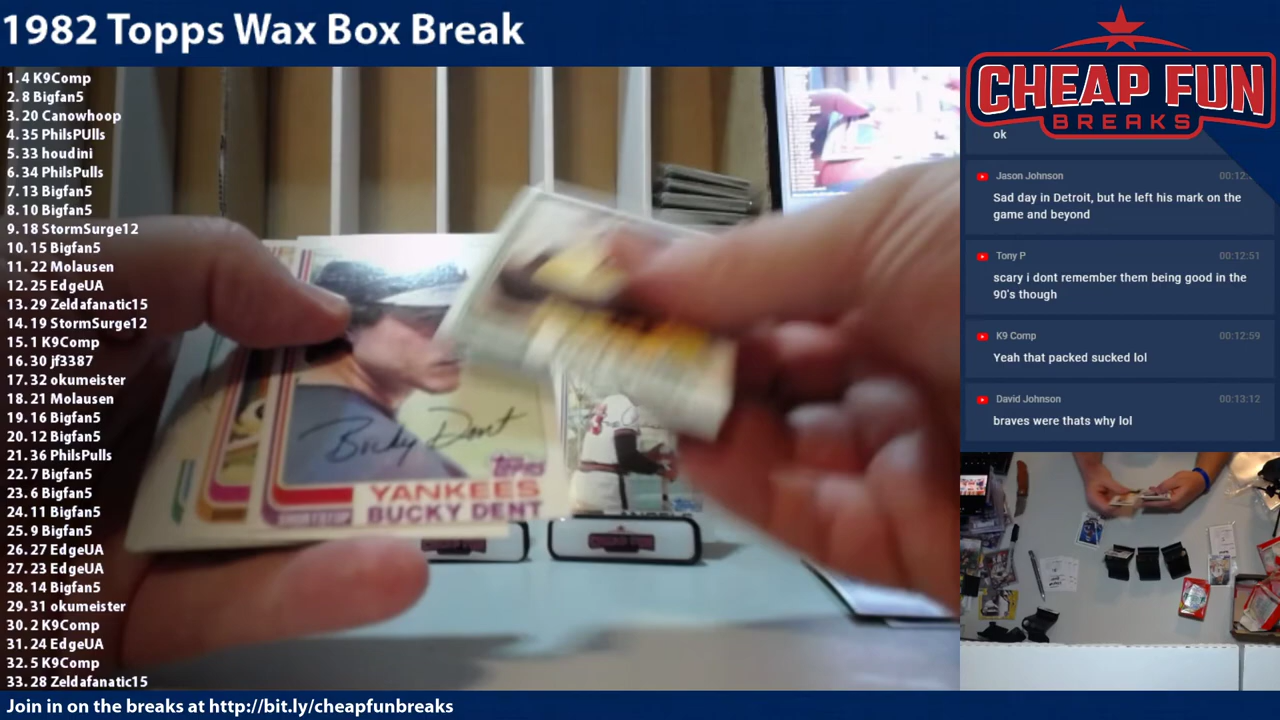 1982 Topps Wax Box Break
1. 4 K9Comp
2. 8 Bigfan5
3. 20 Canowhoop
4. 35 PhilsPUlls
5. 33 houdini
6. 34 PhilsPulls
7. 13 Bigfan5
8. 10 Bigfan5
9. 18 StormSurge12
10. 15 Bigfan5
11. 22 Molausen
12. 25 EdgeUA
13. 29 Zeldafanatic15
14. 19 StormSurge12
15. 1 K9Comp
16. 30 jf3387
17. 32 okumeister
18. 21 Molausen
19. 16 Bigfan5
20. 12 Bigfan5
21. 36 PhilsPulls
22. 7 Bigfan5
23. 6 Bigfan5
24. 11 Bigfan5
25. 9 Bigfan5
26. 27 EdgeUA
27. 23 EdgeUA
28. 14 Bigfan5
29. 31 okumeister
30. 2 K9Comp
31. 24 EdgeUA
32. 5 K9Comp
33. 28 Zeldafanatic15
Bucky Dent
Topps
YANKEES
SHORTSTOP
BUCKY DENT
CHEAP FUN
CHEAP FUN
BREAKS
ok
Jason Johnson
Sad day in Detroit, but he left his mark on the
game and beyond
Tony P 00:12:51
scary i dont remember them being good in the
90's though
K9 Comp 00:12:59
Yeah that packed sucked lol
David Johnson 00:13:12
braves were thats why lol
Join in on the breaks at http://bit.ly/cheapfunbreaks